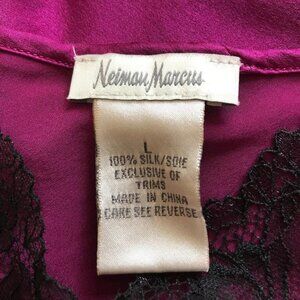 Neiman Marcus
L
100% SILK/SOIE
EXCLUSIVE OF
TRIMS
MADE IN CHINA
CARE SEE REVERSE